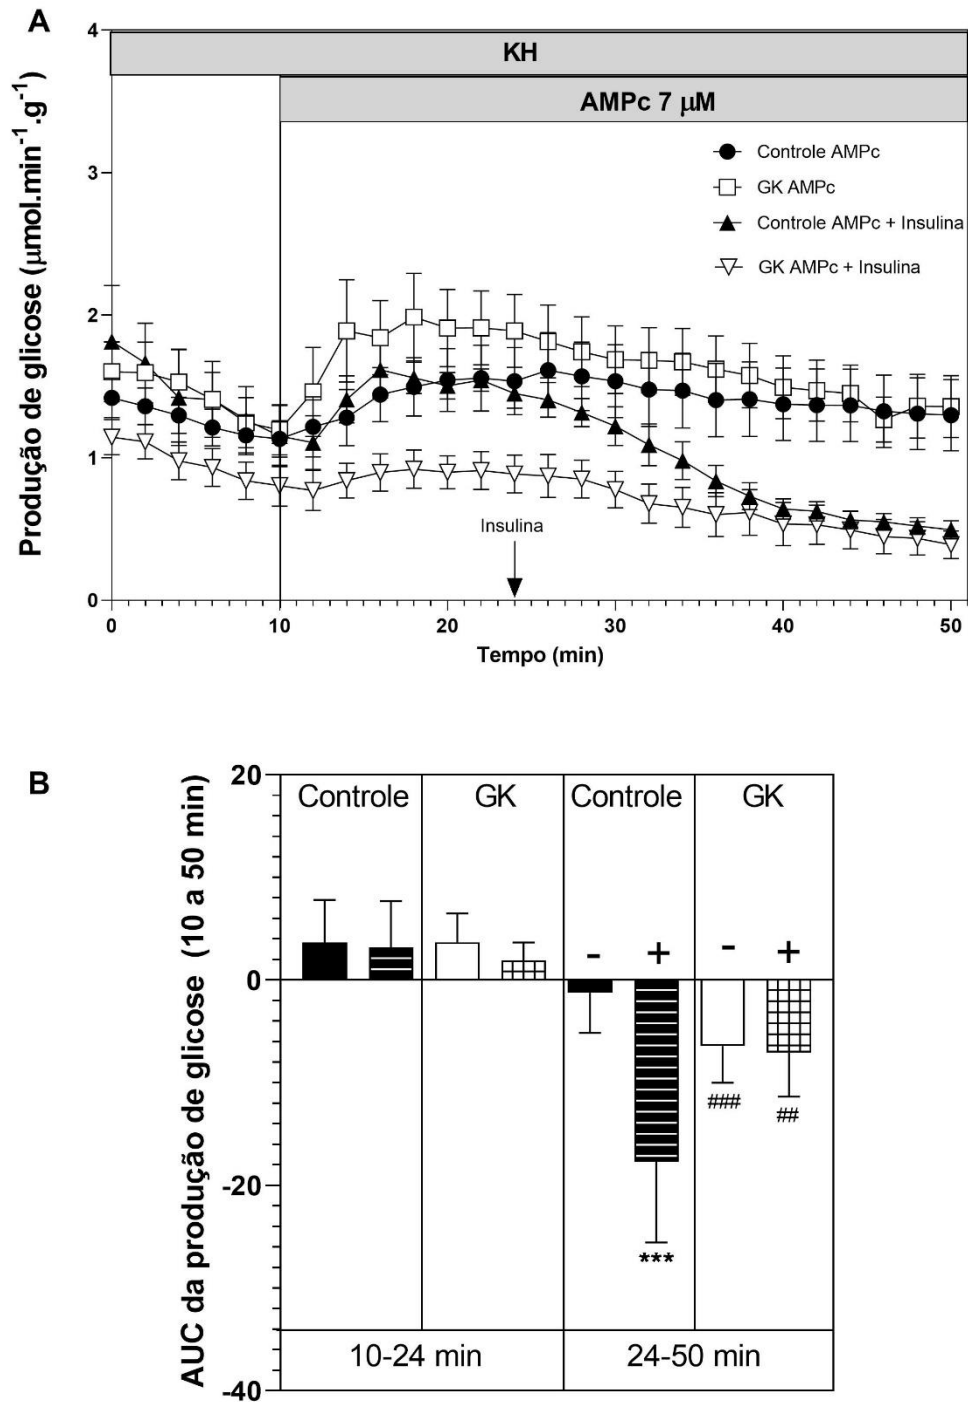 A
4
KH
AMPc 7 μM
Controle AMPc
GK AMPc
Controle AMPc + Insulina
GK AMPc + Insulina
3
2
1
0
Produção de glicose (μmol.min⁻¹.g⁻¹)
Insulina
0 10 20 30 40 50
Tempo (min)
B
20
Controle GK Controle GK
- + - +
0
### ##
-20
***
AUC da produção de glicose (10 a 50 min)
10-24 min 24-50 min
-40